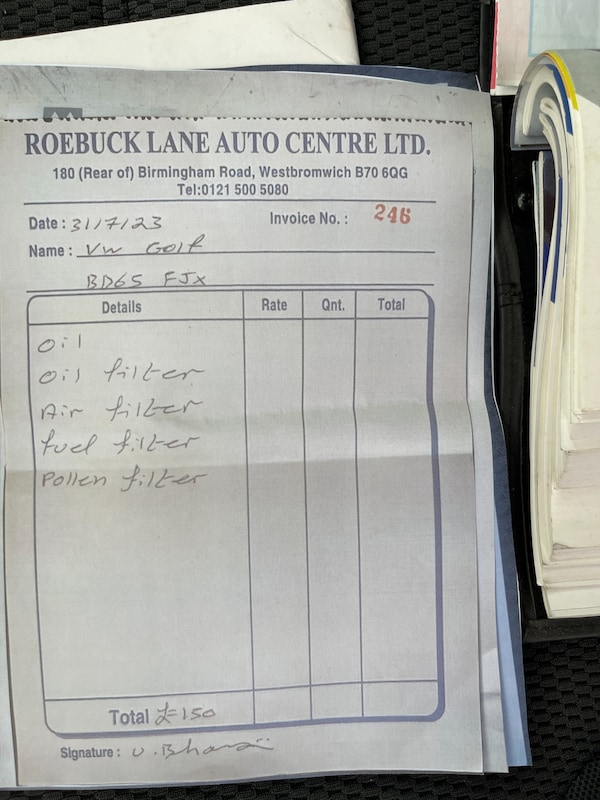 ROEBUCK LANE AUTO CENTRE LTD.
180 (Rear of) Birmingham Road, Westbromwich B70 6QG
Tel:0121 500 5080
Date : 31/7/23 Invoice No. : 246
Name : VW Golf
BD65 FJX
Details Rate Qnt. Total
Oil
Oil filter
Air filter
fuel filter
Pollen filter
Total £150
Signature :